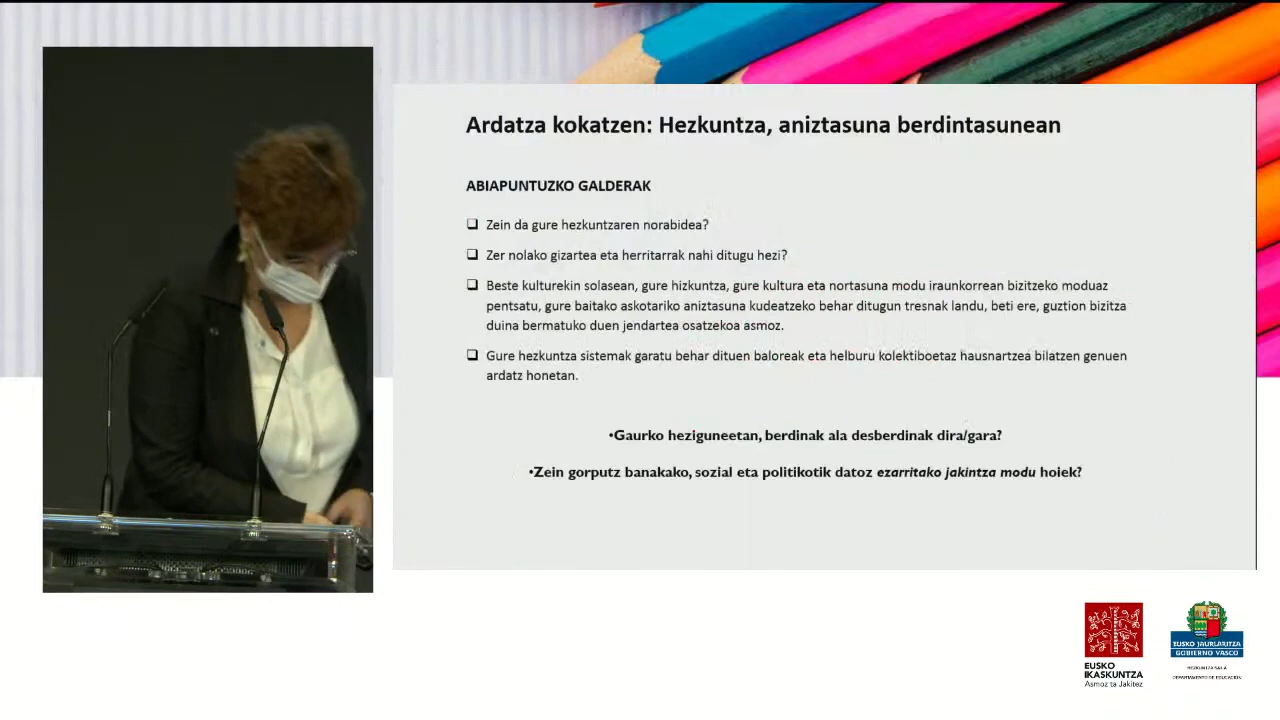 Ardatza kokatzen: Hezkuntza, aniztasuna berdintasunean
ABIAPUNTUZKO GALDERAK
Zein da gure hezkuntzaren norabidea?
Zer nolako gizartea eta herritarrak nahi ditugu hezi?
Beste kulturekin solasean, gure hizkuntza, gure kultura eta nortasuna modu iraunkorrean bizitzeko moduaz
pentsatu, gure baitako askotariko aniztasuna kudeatzeko behar ditugun tresnak landu, beti ere, guztion bizitza
duina bermatuko duen jendartea osatzekoa asmoz.
Gure hezkuntza sistemak garatu behar dituen baloreak eta helburu kolektiboetaz hausnartzea bilatzen genuen
ardatz honetan.
•Gaurko heziguneetan, berdinak ala desberdinak dira/gara?
•Zein gorputz banakako, sozial eta politikotik datoz ezarritako jakintza modu hoiek?
EUSKO
IKASKUNTZA
Asmoz ta Jakitez
EUSKO JAURLARITZA
GOBIERNO VASCO
HEZKUNTZA SAILA
DEPARTAMENTO DE EDUCACIÓN